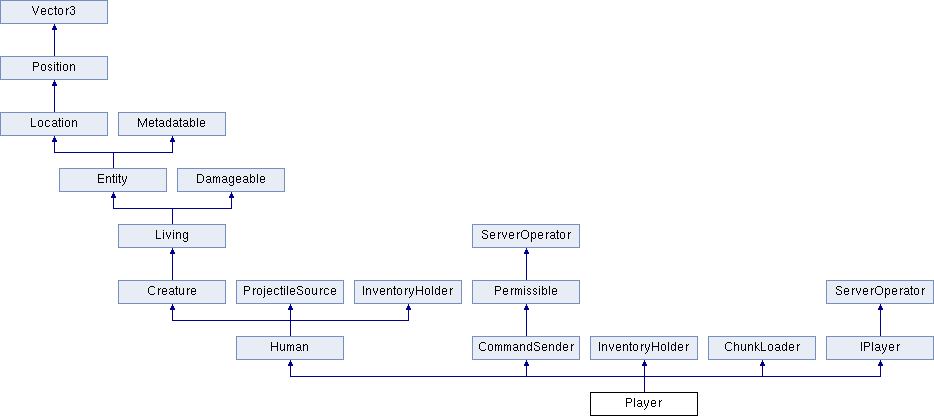 Vector3
Position
Location Metadatable
Entity Damageable
Living ServerOperator
Creature ProjectileSource InventoryHolder Permissible ServerOperator
Human CommandSender InventoryHolder ChunkLoader IPlayer
Player